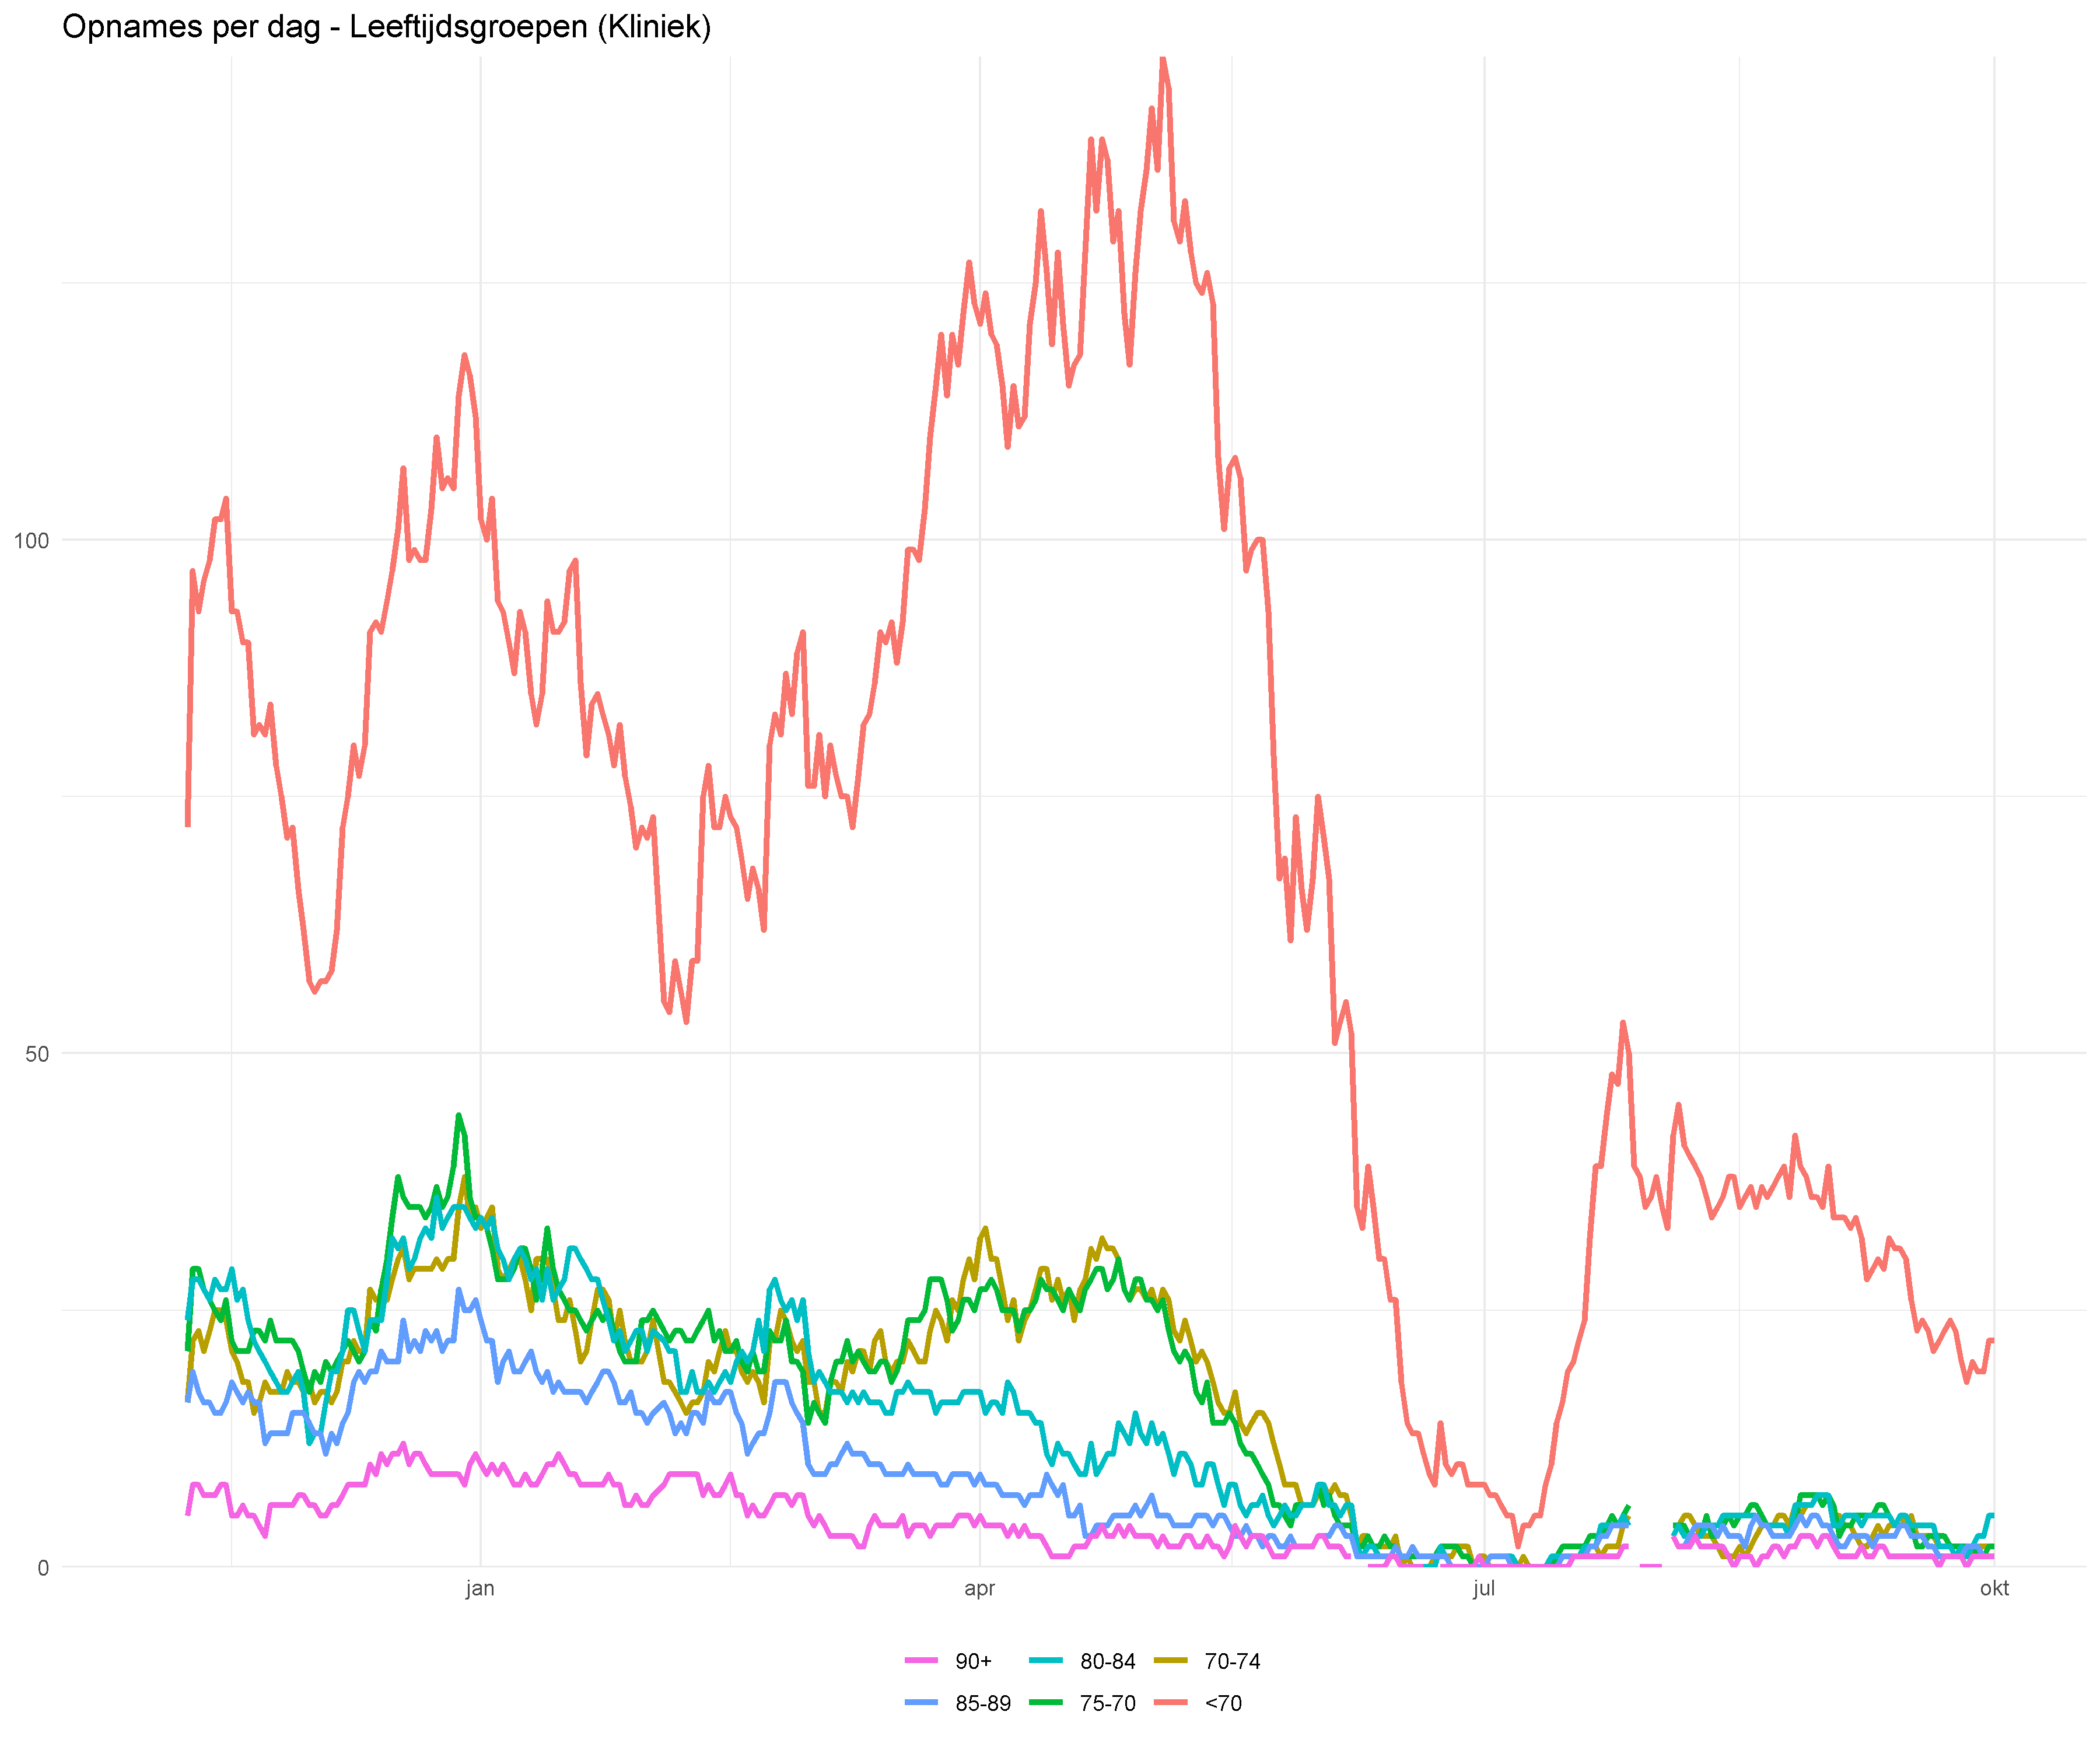 Opnames per dag - Leeftijdsgroepen (Kliniek)
100
50
0
jan apr jul okt
90+ 80-84 70-74
85-89 75-70 <70